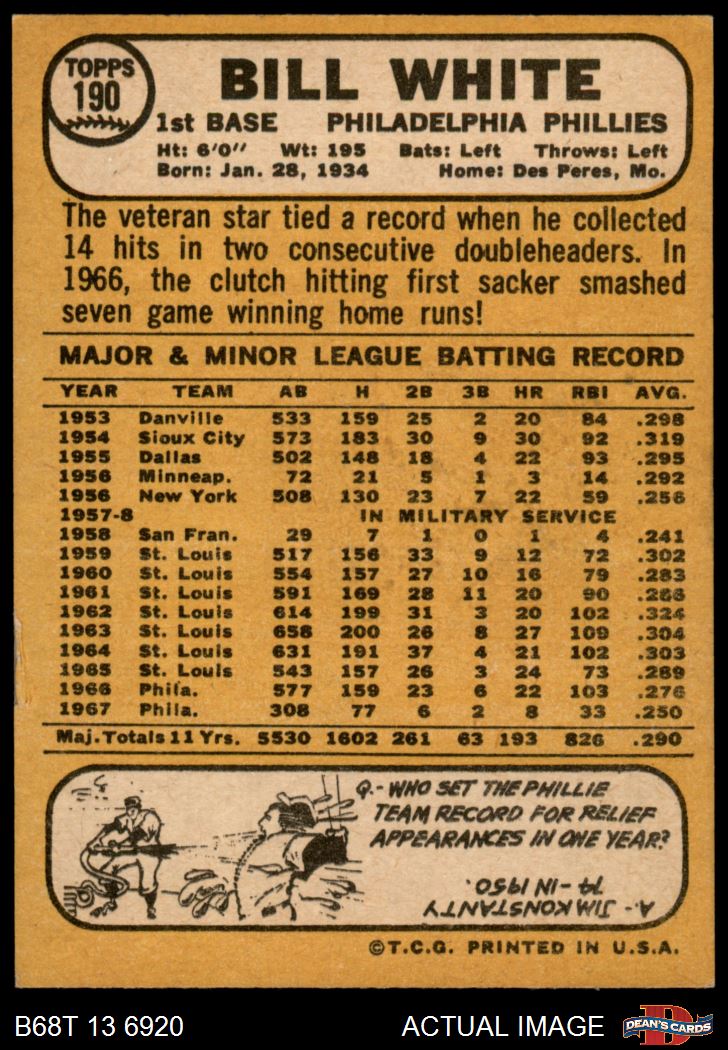 TOPPS
190
BILL WHITE
1st BASE PHILADELPHIA PHILLIES
Ht: 6'0" Wt: 195 Bats: Left Throws: Left
Born: Jan. 28, 1934 Home: Des Peres, Mo.
The veteran star tied a record when he collected
14 hits in two consecutive doubleheaders. In
1966, the clutch hitting first sacker smashed
seven game winning home runs!
MAJOR & MINOR LEAGUE BATTING RECORD
YEAR TEAM AB H 2B 3B HR RBI AVG.
1953 Danville 533 159 25 2 20 84 .298
1954 Sioux City 573 183 30 9 30 92 .319
1955 Dallas 502 148 18 4 22 93 .295
1956 Minneap. 72 21 5 1 3 14 .292
1956 New York 508 130 23 7 22 59 .256
1957-8 IN MILITARY SERVICE
1958 San Fran. 29 7 1 0 1 4 .241
1959 St. Louis 517 156 33 9 12 72 .302
1960 St. Louis 554 157 27 10 16 79 .283
1961 St. Louis 591 169 28 11 20 90 .286
1962 St. Louis 614 199 31 3 20 102 .324
1963 St. Louis 658 200 26 8 27 109 .304
1964 St. Louis 631 191 37 4 21 102 .303
1965 St. Louis 543 157 26 3 24 73 .289
1966 Phila. 577 159 23 6 22 103 .276
1967 Phila. 308 77 6 2 8 33 .250
Maj. Totals 11 Yrs. 5530 1602 261 63 193 826 .290
Q.- WHO SET THE PHILLIE
TEAM RECORD FOR RELIEF
APPEARANCES IN ONE YEAR?
A.- JIM KONSTANTY
74 - IN 1950.
©T.C.G. PRINTED IN U.S.A.
B68T 13 6920 ACTUAL IMAGE
D
DEAN'S CARDS